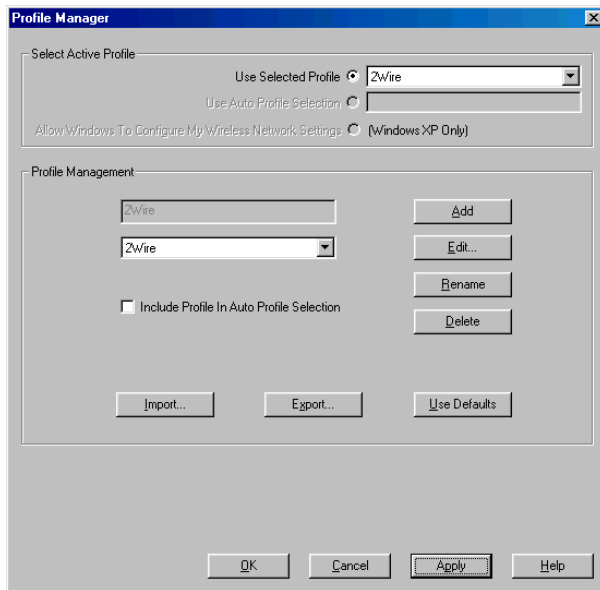 Profile Manager
Select Active Profile
Use Selected Profile 2Wire
Use Auto Profile Selection
Allow Windows To Configure My Wireless Network Settings (Windows XP Only)
Profile Management
2Wire Add
2Wire Edit...
Rename
Include Profile In Auto Profile Selection
Delete
Import... Export... Use Defaults
OK Cancel Apply Help